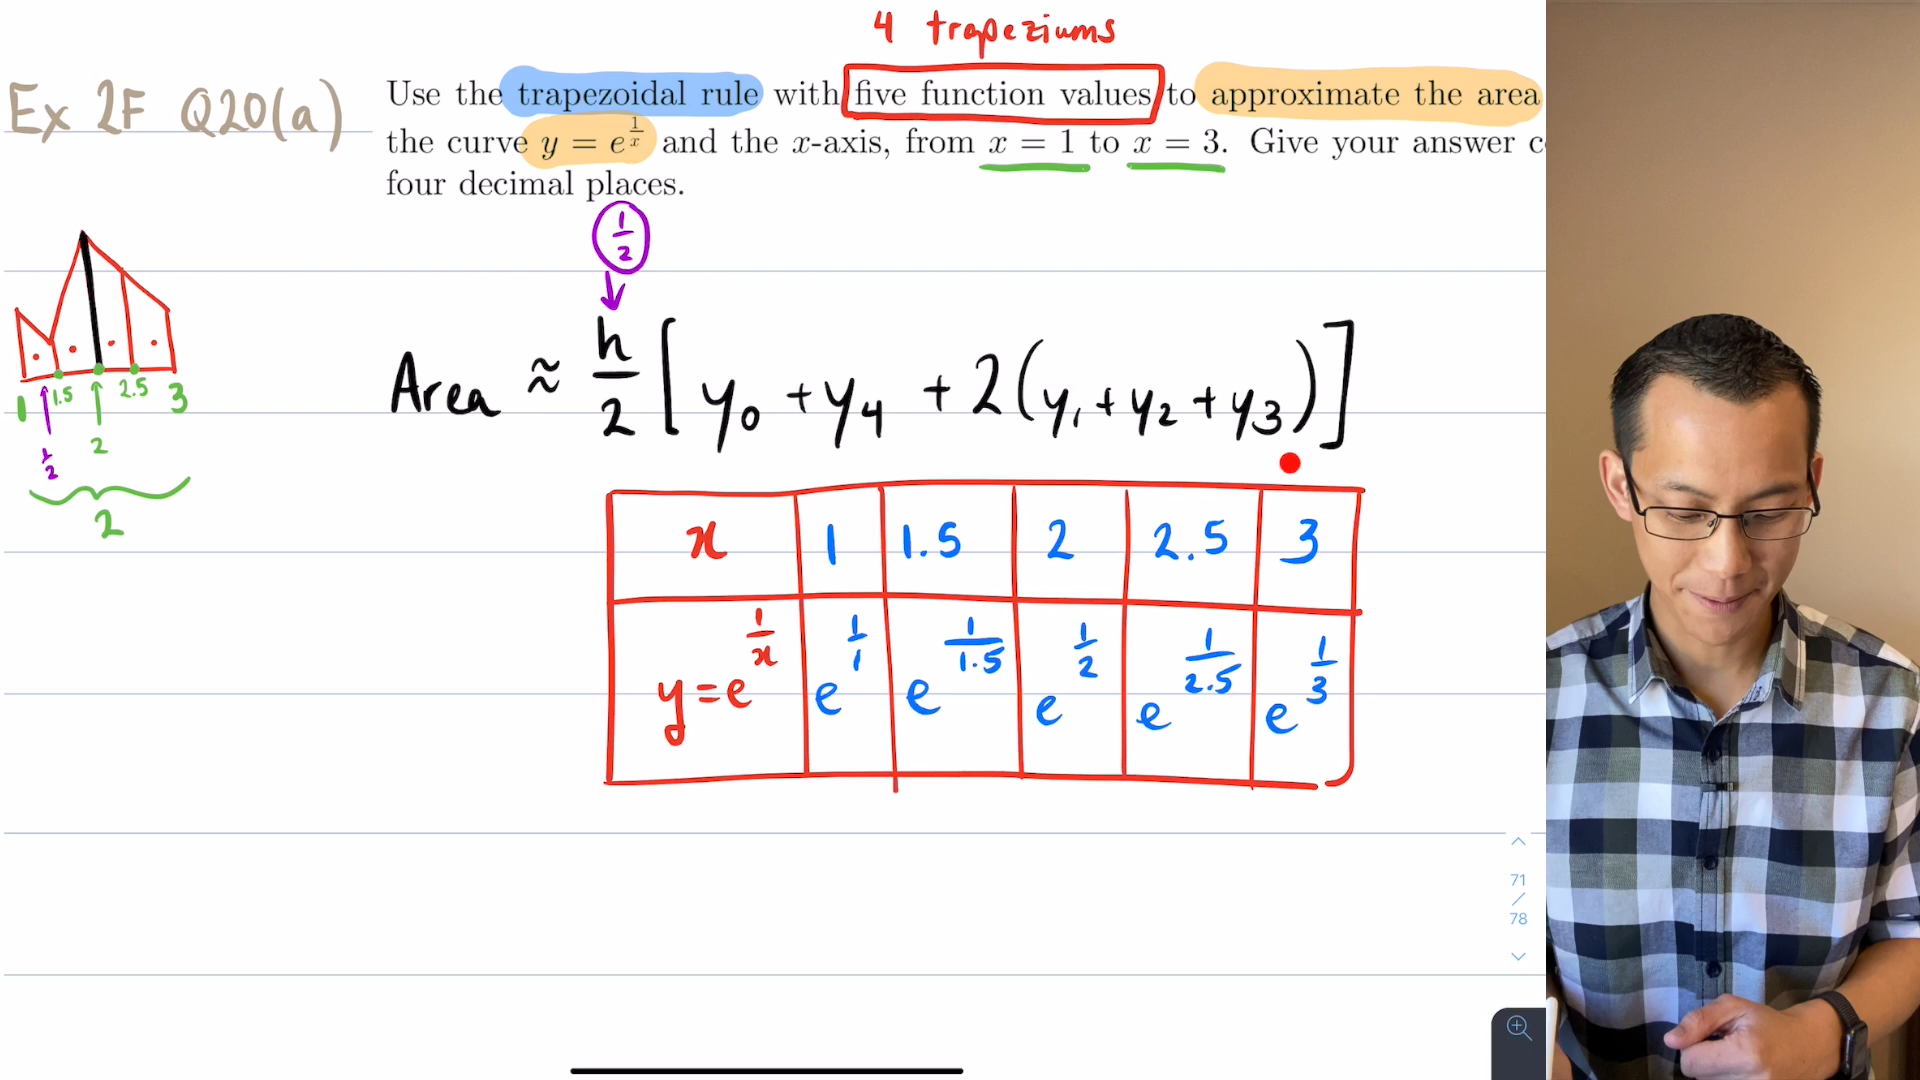 4 trapeziums
Ex 2F Q20(a)
Use the trapezoidal rule with five function values to approximate the area
the curve y = e^{1/x} and the x-axis, from x = 1 to x = 3. Give your answer c
four decimal places.
1/2
Area ≈ h/2 [y₀ + y₄ + 2(y₁ + y₂ + y₃)]
1 1.5 2.5 3
1/2 2
2
x 1 1.5 2 2.5 3
y = e^{1/x} e^{1/1} e^{1/1.5} e^{1/2} e^{1/2.5} e^{1/3}
71
/
78